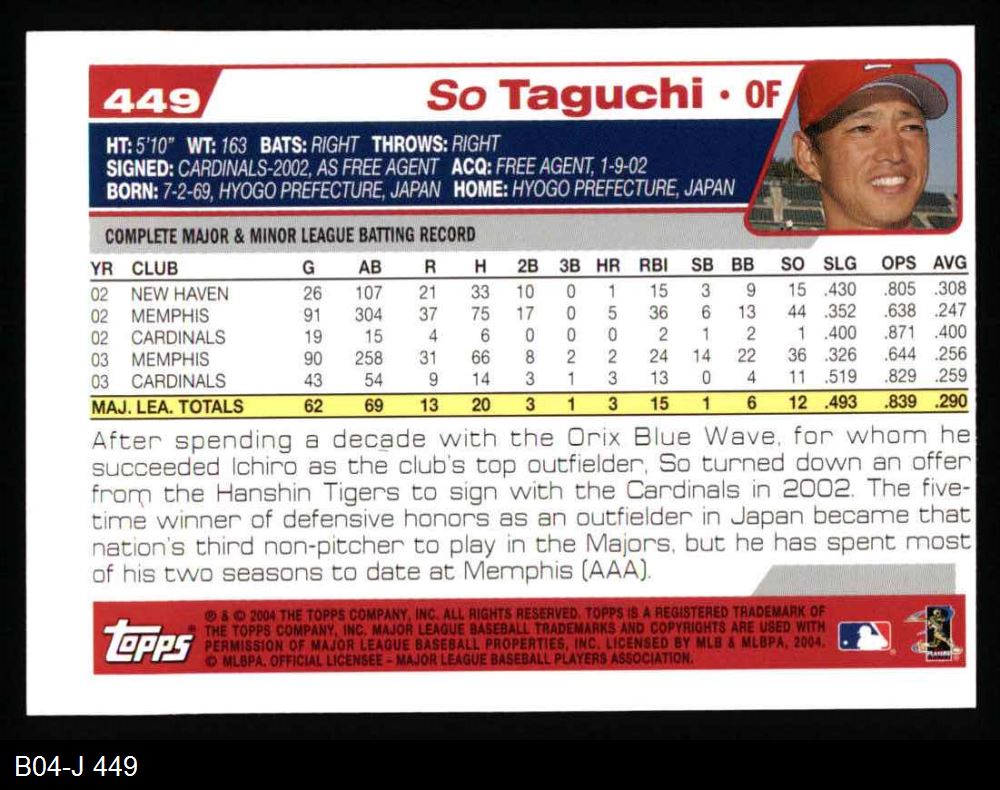 449
So Taguchi • OF
HT: 5'10" WT: 163 BATS: RIGHT THROWS: RIGHT
SIGNED: CARDINALS-2002, AS FREE AGENT ACQ: FREE AGENT, 1-9-02
BORN: 7-2-69, HYOGO PREFECTURE, JAPAN HOME: HYOGO PREFECTURE, JAPAN
COMPLETE MAJOR & MINOR LEAGUE BATTING RECORD
YR CLUB G AB R H 2B 3B HR RBI SB BB SO SLG OPS AVG
02 NEW HAVEN 26 107 21 33 10 0 1 15 3 9 15 .430 .805 .308
02 MEMPHIS 91 304 37 75 17 0 5 36 6 13 44 .352 .638 .247
02 CARDINALS 19 15 4 6 0 0 0 2 1 2 1 .400 .871 .400
03 MEMPHIS 90 258 31 66 8 2 2 24 14 22 36 .326 .644 .256
03 CARDINALS 43 54 9 14 3 1 3 13 0 4 11 .519 .829 .259
MAJ. LEA. TOTALS 62 69 13 20 3 1 3 15 1 6 12 .493 .839 .290
After spending a decade with the Orix Blue Wave, for whom he
succeeded Ichiro as the club's top outfielder, So turned down an offer
from the Hanshin Tigers to sign with the Cardinals in 2002. The five-
time winner of defensive honors as an outfielder in Japan became that
nation's third non-pitcher to play in the Majors, but he has spent most
of his two seasons to date at Memphis (AAA).
Topps
® & © 2004 THE TOPPS COMPANY, INC. ALL RIGHTS RESERVED. TOPPS IS A REGISTERED TRADEMARK OF
THE TOPPS COMPANY, INC. MAJOR LEAGUE BASEBALL TRADEMARKS AND COPYRIGHTS ARE USED WITH
PERMISSION OF MAJOR LEAGUE BASEBALL PROPERTIES, INC. LICENSED BY MLB & MLBPA, 2004.
© MLBPA. OFFICIAL LICENSEE – MAJOR LEAGUE BASEBALL PLAYERS ASSOCIATION.
PLAYERS
B04-J 449